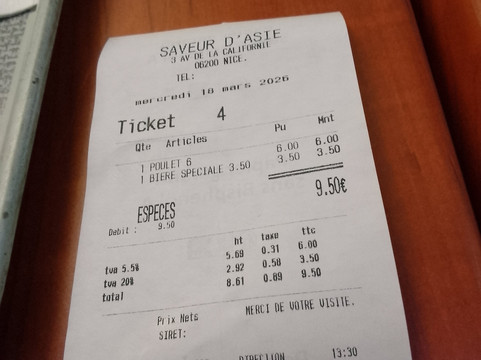 SAVEUR D'ASIE
3 AV DE LA CALIFORNIE
06200 NICE.
TEL:
mercredi 18 mars 2026
Ticket 4
Qte Articles Pu Mnt
1 POULET 6 6.00 6.00
1 BIERE SPECIALE 3.50 3.50 3.50
9.50€
ESPECES
Debit : 9.50
ht taxe ttc
tva 5.5% 5.69 0.31 6.00
tva 20% 2.92 0.58 3.50
total 8.61 0.89 9.50
MERCI DE VOTRE VISITE.
Prix Nets
SIRET:
DIRECTION 13:30